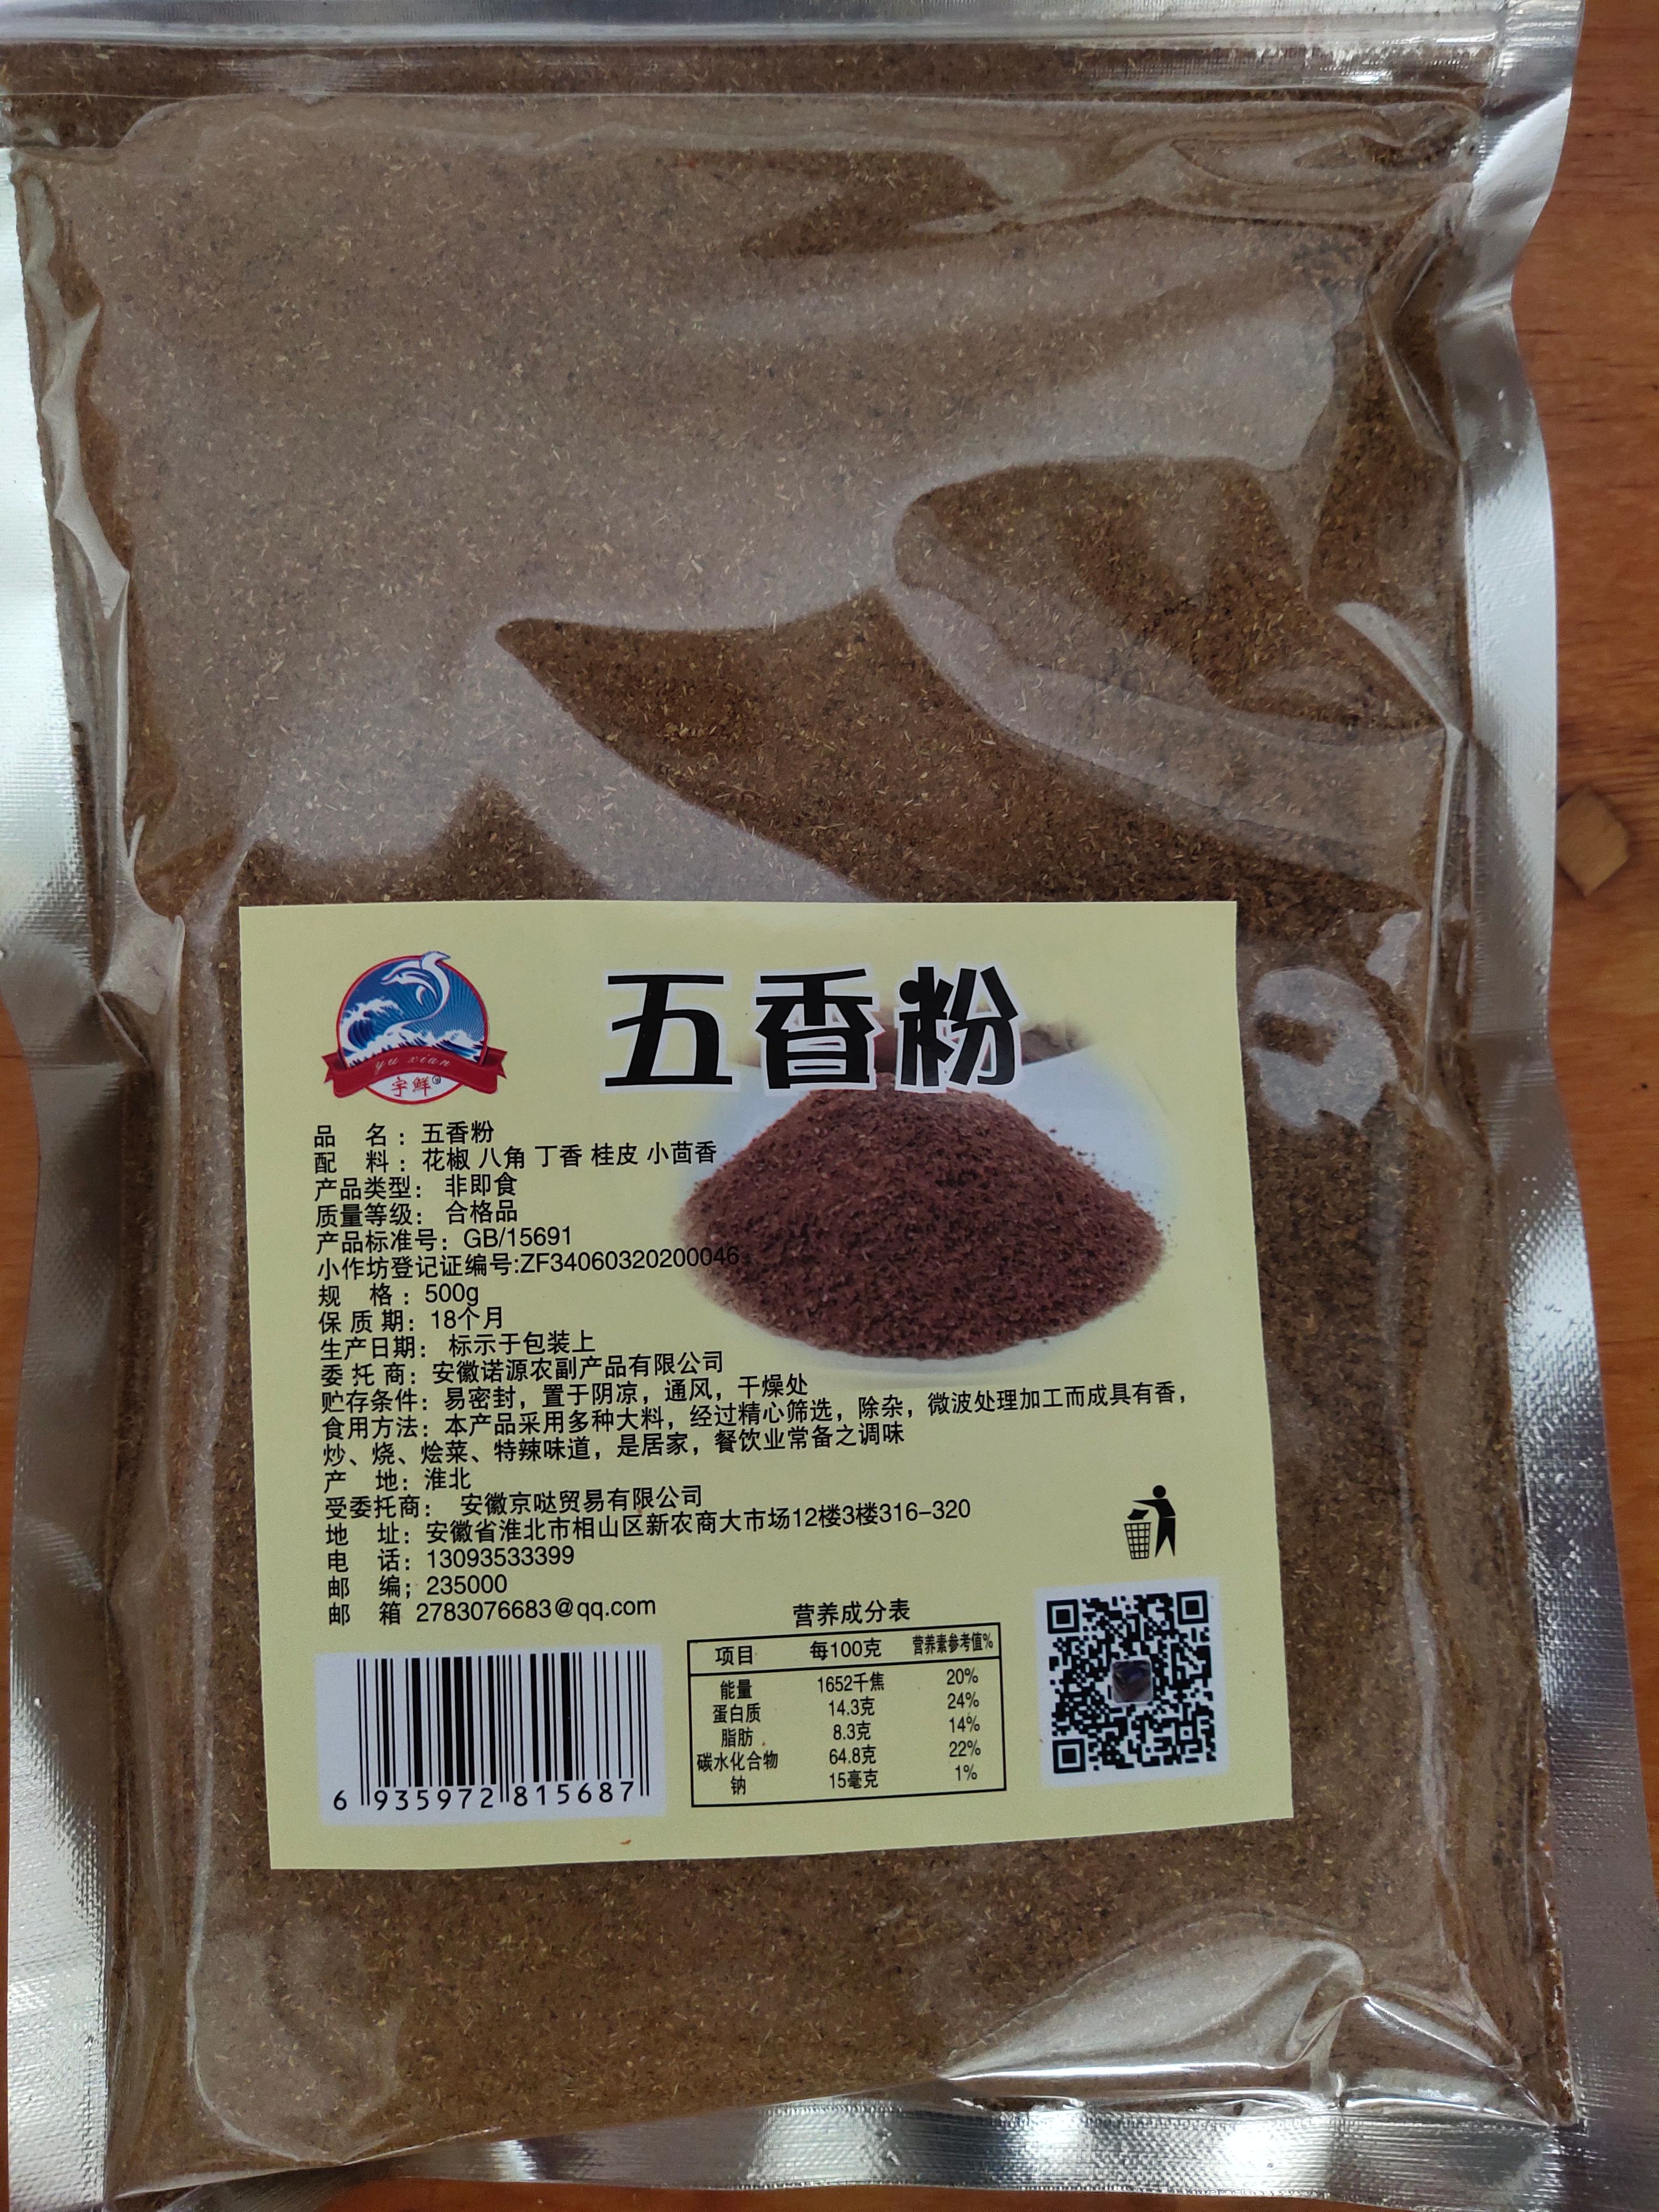 五香粉
yu xian
宇鲜
品 名：五香粉
配 料：花椒 八角 丁香 桂皮 小茴香
产品类型： 非即食
质量等级： 合格品
产品标准号：GB/15691
小作坊登记证编号:ZF34060320200046
规 格：500g
保 质 期：18个月
生产日期： 标示于包装上
委 托 商：安徽诺源农副产品有限公司
贮存条件：易密封，置于阴凉，通风，干燥处
食用方法：本产品采用多种大料，经过精心筛选，除杂，微波处理加工而成具有香，
炒、烧、烩菜、特辣味道，是居家，餐饮业常备之调味
产 地：淮北
受委托商： 安徽京哒贸易有限公司
地 址：安徽省淮北市相山区新农商大市场12楼3楼316-320
电 话：13093533399
邮 编；235000
邮 箱 2783076683@qq.com
营养成分表
项目 每100克 营养素参考值%
能量 1652千焦 20%
蛋白质 14.3克 24%
脂肪 8.3克 14%
碳水化合物 64.8克 22%
钠 15毫克 1%
6 935972 815687